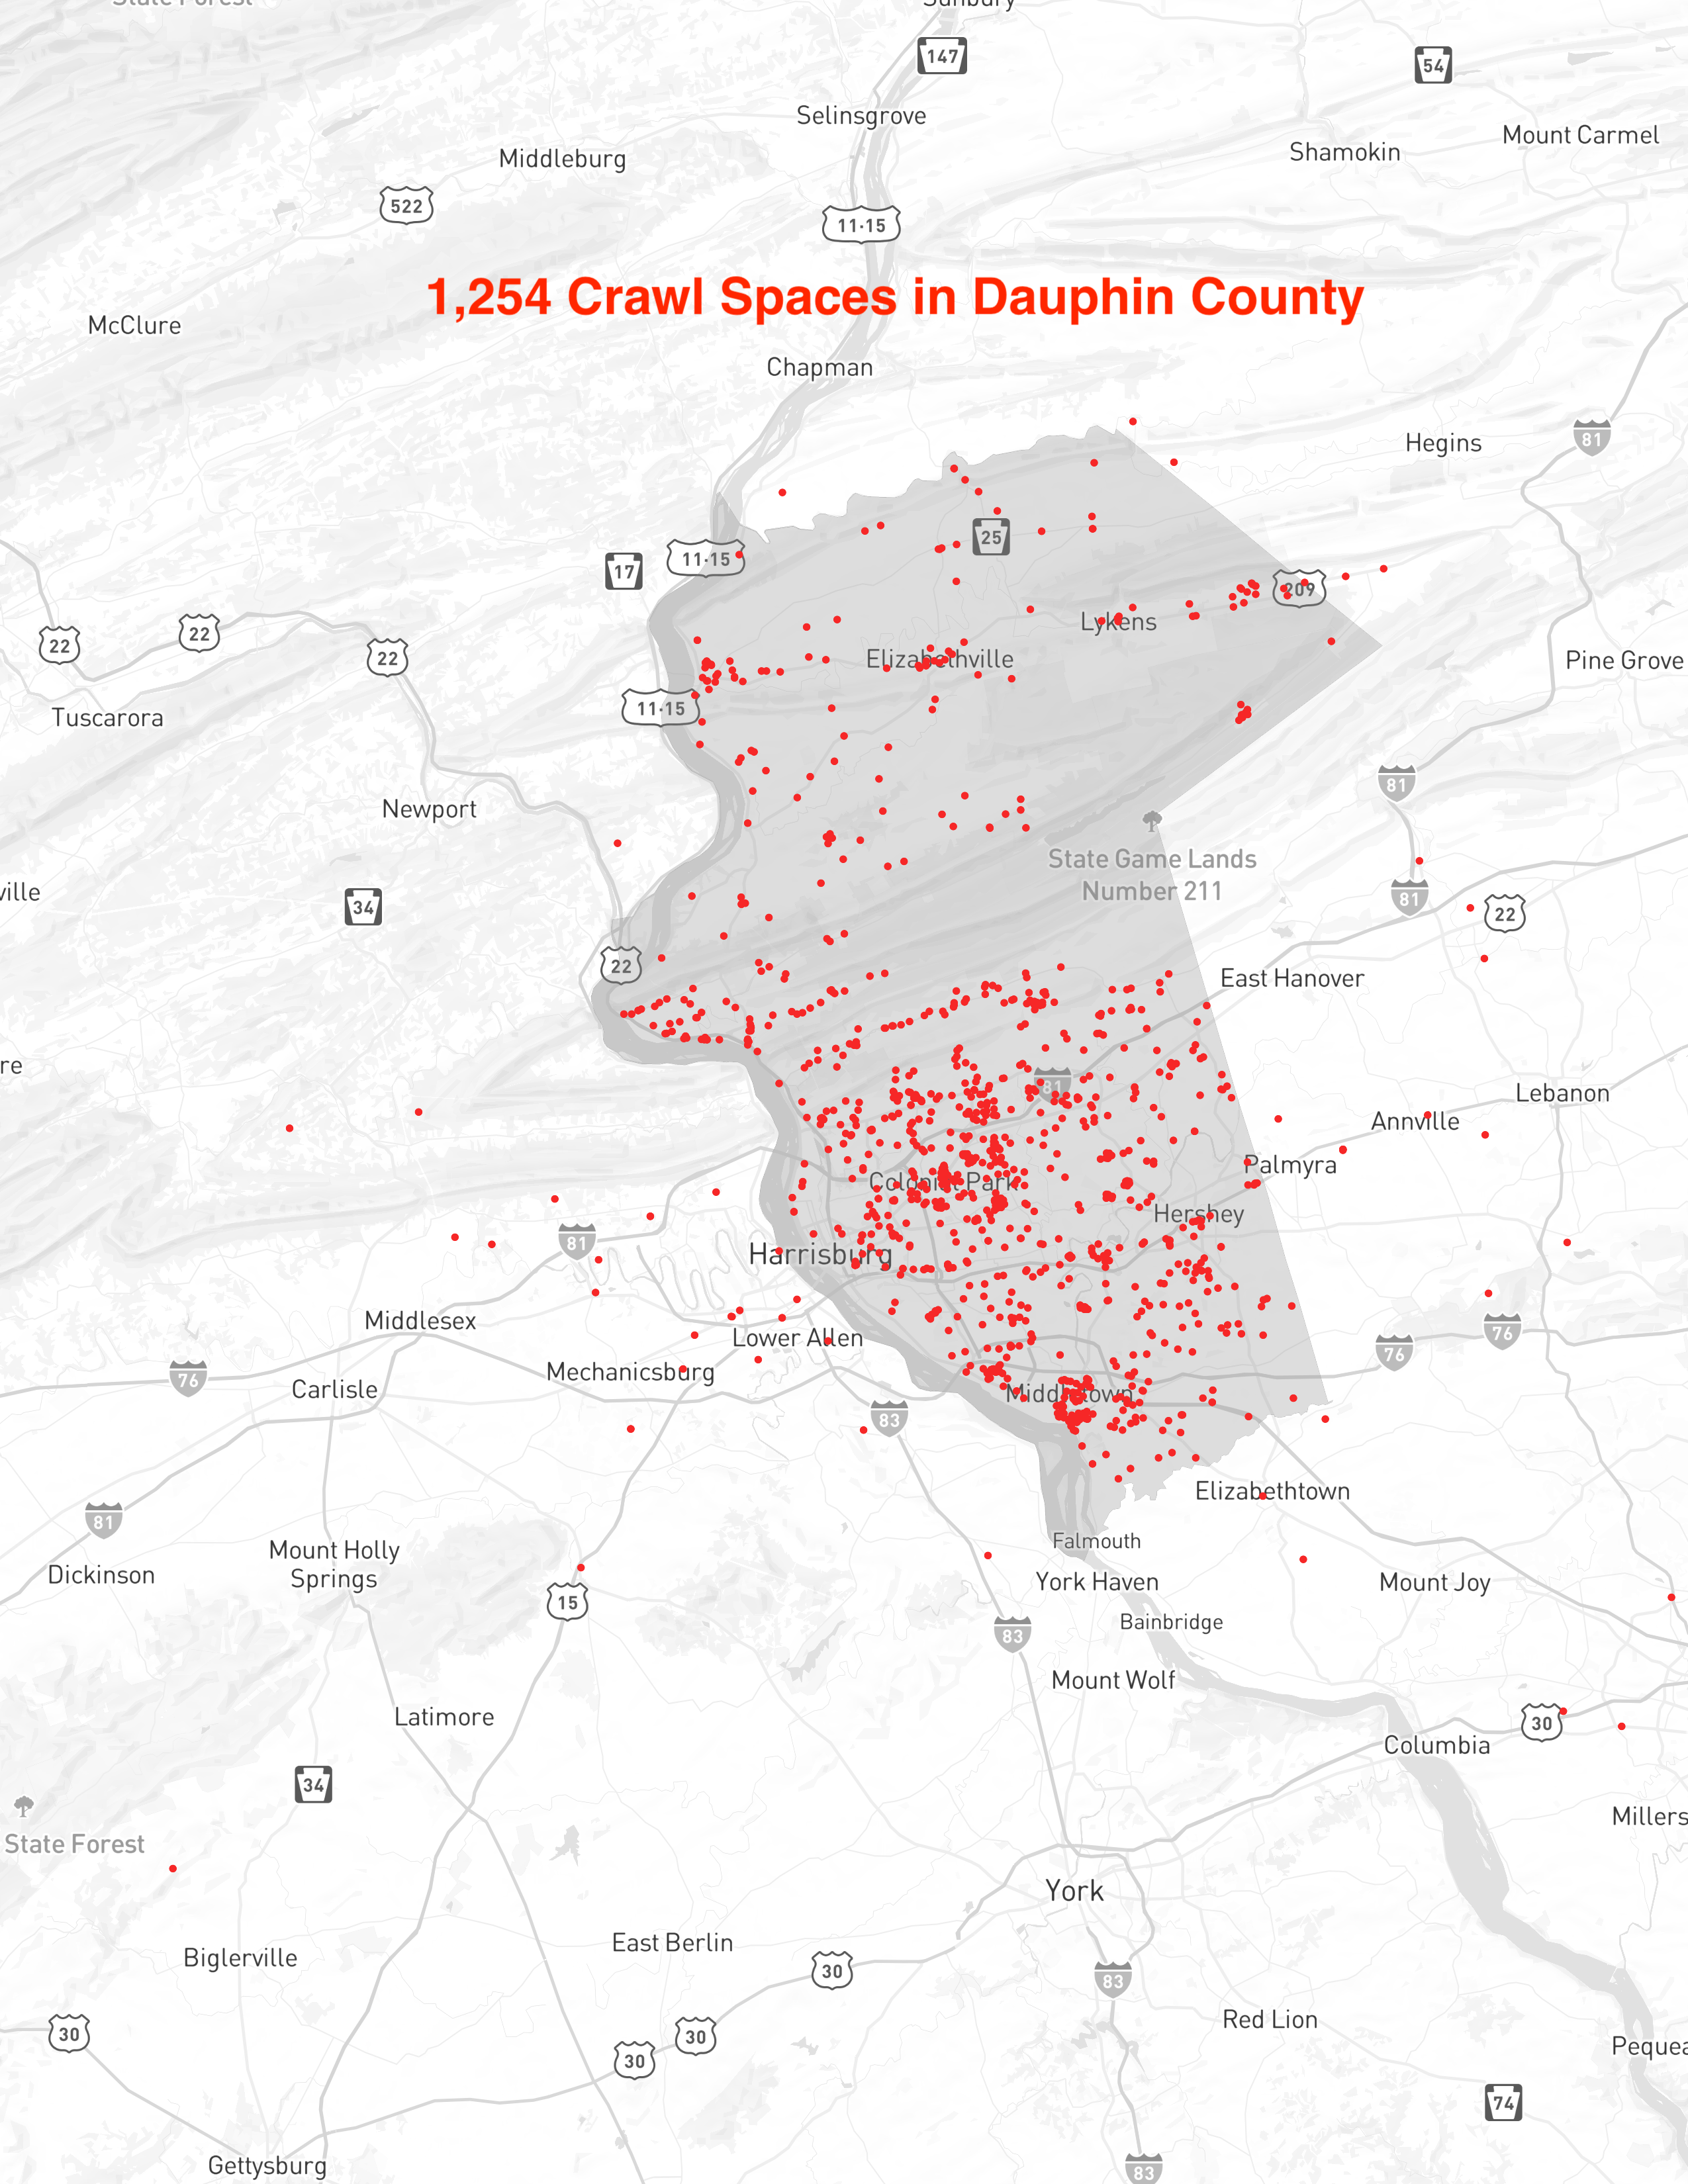 State Forest
Sunbury
147
54
Selinsgrove
Mount Carmel
Shamokin
Middleburg
522
11·15
1,254 Crawl Spaces in Dauphin County
McClure
Chapman
81
Hegins
25
11·15
17
209
22
22
22
Lykens
Elizabethville
Pine Grove
11·15
Tuscarora
81
Newport
State Game Lands
Number 211
ville
34
81
22
22
East Hanover
re
81
Lebanon
Annville
Palmyra
Colonial Park
Hershey
81
Harrisburg
Middlesex
Lower Allen
76
76
76
Mechanicsburg
Carlisle
Middletown
83
Elizabethtown
81
Falmouth
Mount Holly
Springs
Dickinson
York Haven
Mount Joy
15
Bainbridge
83
Mount Wolf
Latimore
30
Columbia
34
Millers
State Forest
York
East Berlin
Biglerville
30
83
Red Lion
30
30
30
Pequea
74
Gettysburg
83